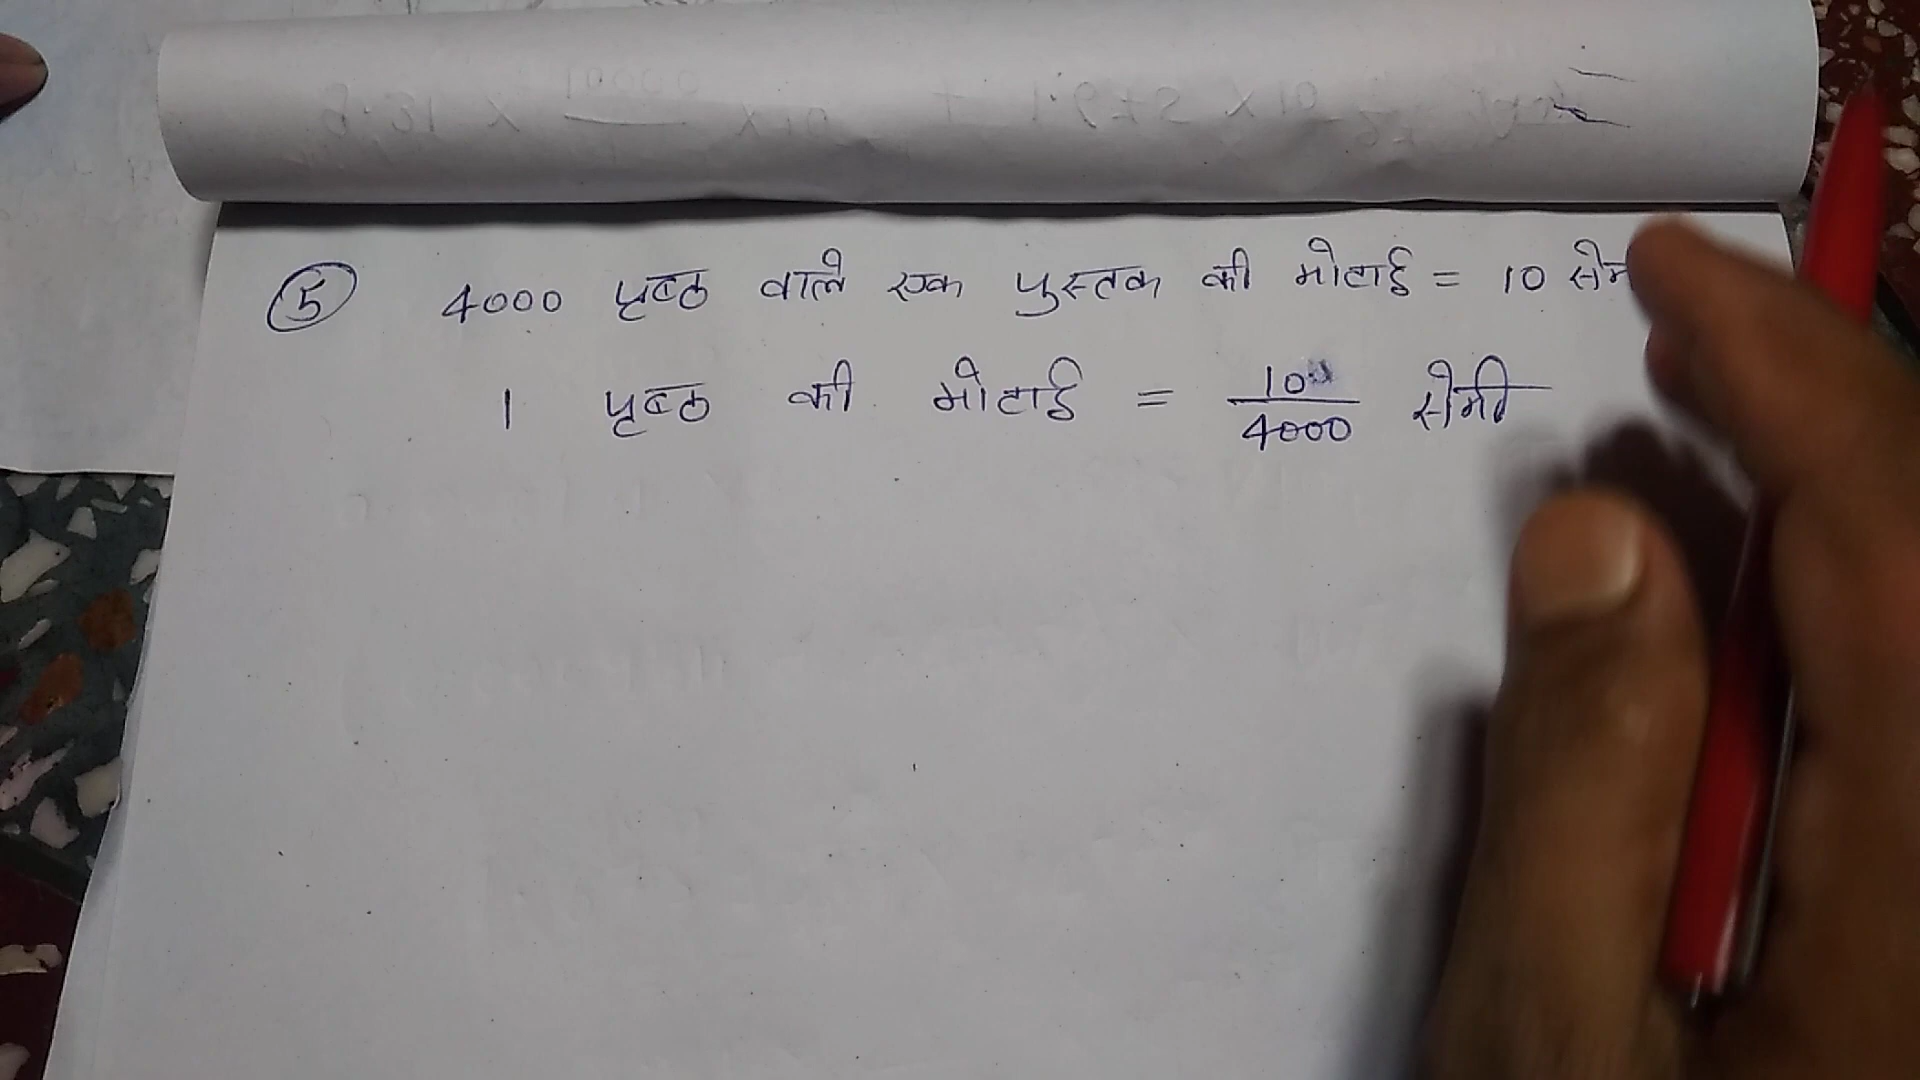 ⑤ 4000 पृष्ठ वाले एक पुस्तक की मोटाई = 10
1 पृष्ठ की मोटाई = 10/4000 सेमी